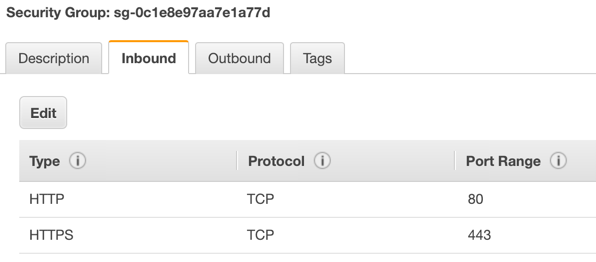 Security Group: sg-0c1e8e97aa7e1a77d
Description Inbound Outbound Tags
Edit
Type i Protocol i Port Range i
HTTP TCP 80
HTTPS TCP 443